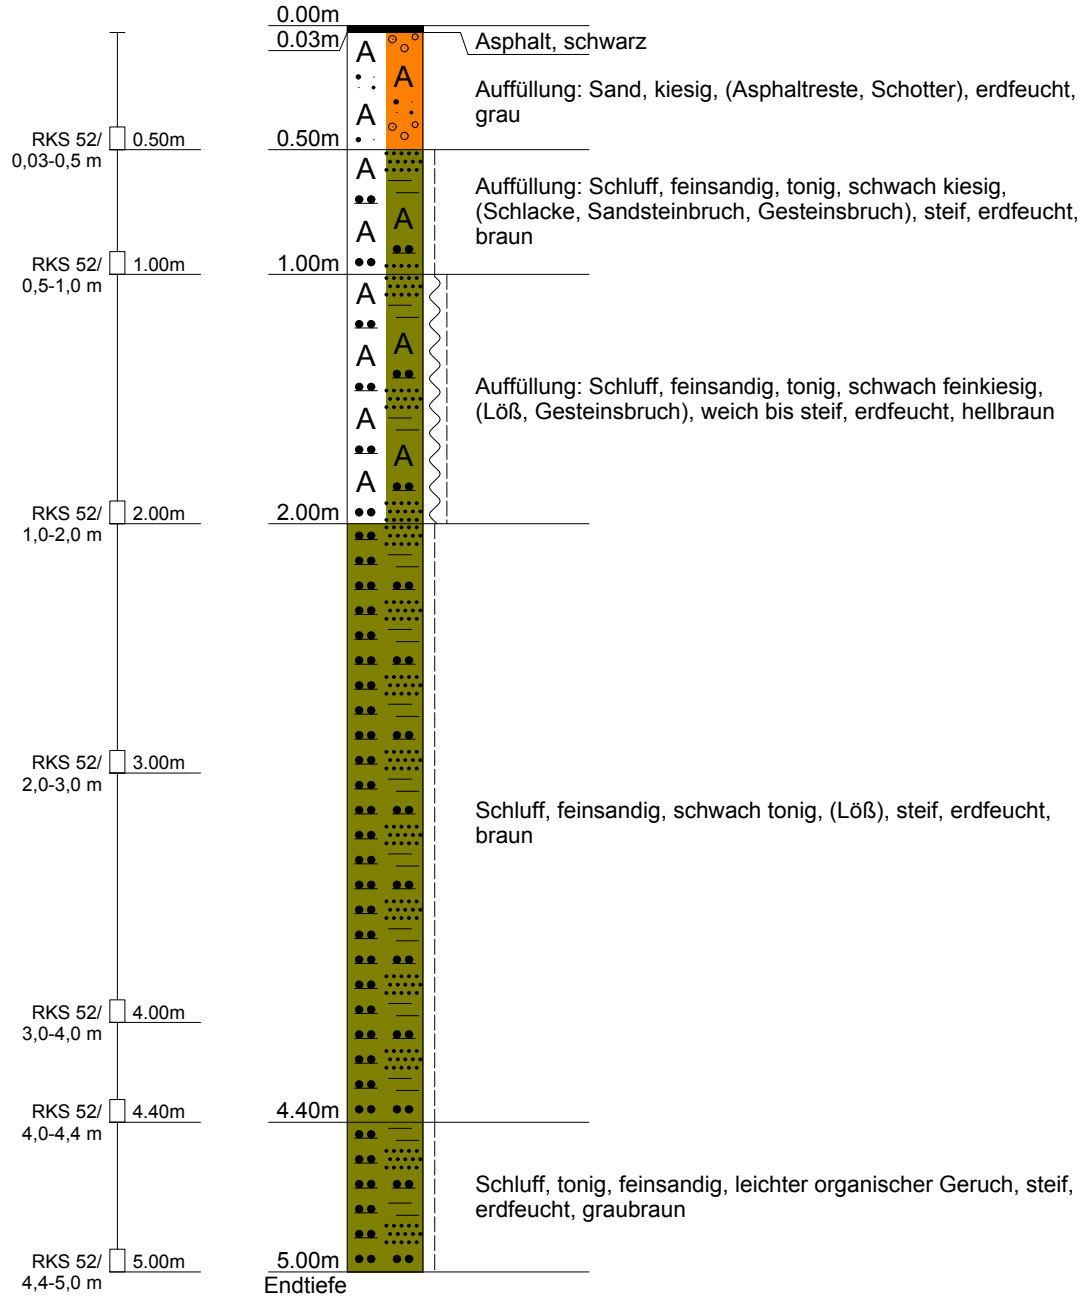 0.00m
0.03m
Asphalt, schwarz
A
A
Auffüllung: Sand, kiesig, (Asphaltreste, Schotter), erdfeucht,
grau
A
RKS 52/
0,03-0,5 m
0.50m
0.50m
A
Auffüllung: Schluff, feinsandig, tonig, schwach kiesig,
(Schlacke, Sandsteinbruch, Gesteinsbruch), steif, erdfeucht,
braun
A
A
RKS 52/
0,5-1,0 m
1.00m
1.00m
A
A
A
Auffüllung: Schluff, feinsandig, tonig, schwach feinkiesig,
(Löß, Gesteinsbruch), weich bis steif, erdfeucht, hellbraun
A
A
A
RKS 52/
1,0-2,0 m
2.00m
2.00m
RKS 52/
2,0-3,0 m
3.00m
Schluff, feinsandig, schwach tonig, (Löß), steif, erdfeucht,
braun
RKS 52/
3,0-4,0 m
4.00m
RKS 52/
4,0-4,4 m
4.40m
4.40m
Schluff, tonig, feinsandig, leichter organischer Geruch, steif,
erdfeucht, graubraun
RKS 52/
4,4-5,0 m
5.00m
5.00m
Endtiefe